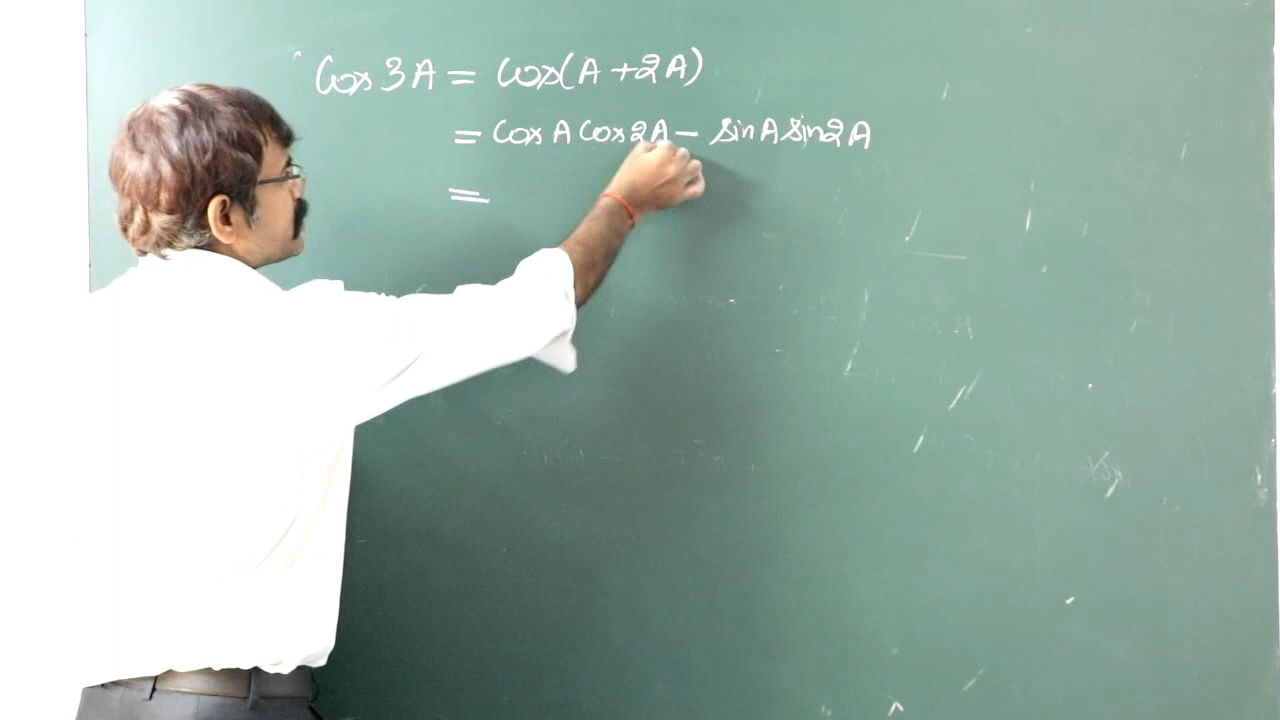 Cos 3A = Cos(A + 2A)
= Cos A Cos 2A - sin A sin 2A
=